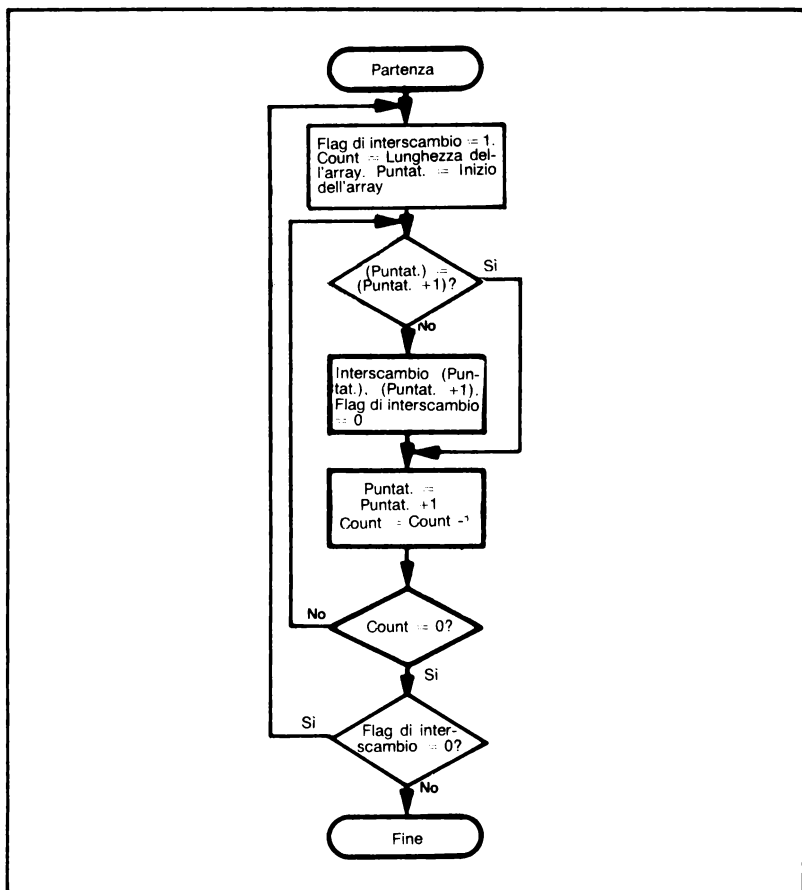 Partenza
Flag di interscambio = 1.
Count = Lunghezza del-
l'array. Puntat. = Inizio
dell'array
(Puntat.) =
(Puntat. +1)?
Sì
No
Interscambio (Pun-
tat.), (Puntat. +1).
Flag di interscambio
= 0
Puntat. =
Puntat. +1
Count = Count -1
No
Count = 0?
Si
Si
Flag di inter-
scambio = 0?
No
Fine